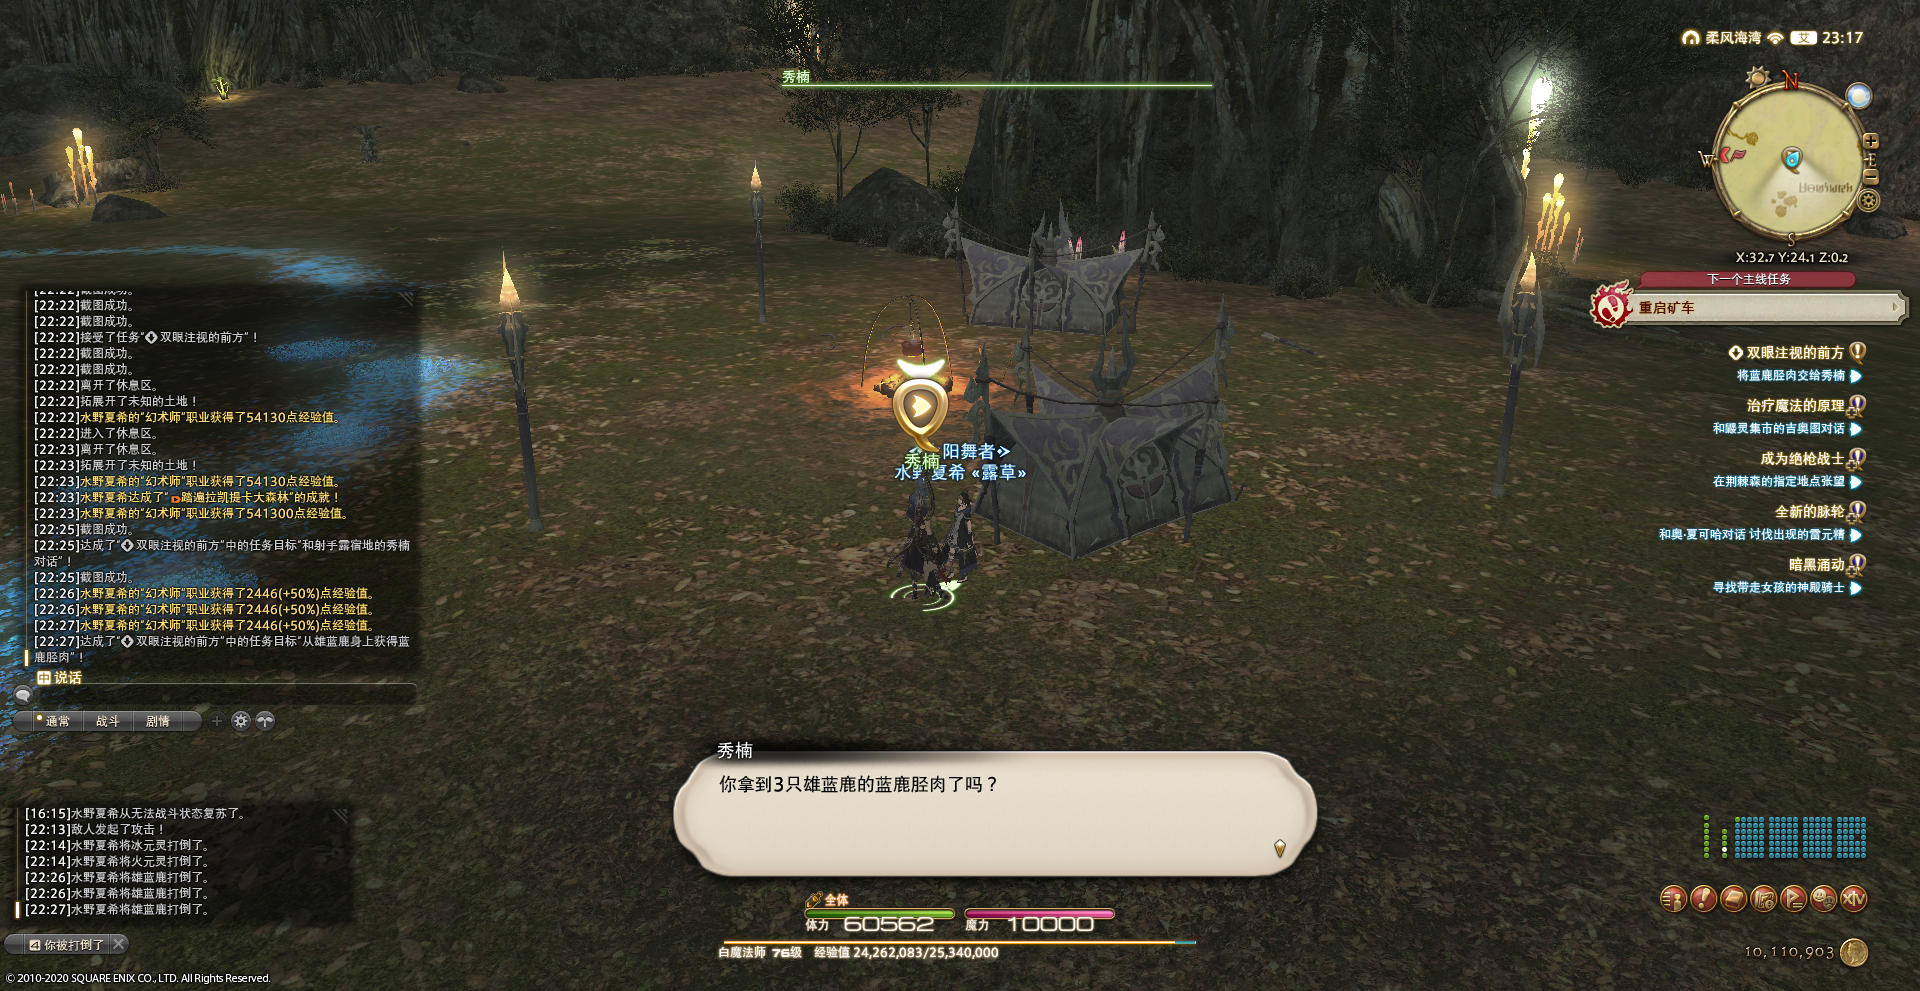 秀楠
柔风海湾
艾
23:17
N
W
E
S
X:32.7 Y:24.1 Z:0.2
下一个主线任务
重启矿车
双眼注视的前方
将蓝鹿胫肉交给秀楠
治疗魔法的原理
和鼹灵集市的吉奥图对话
成为绝枪战士
在荆棘森的指定地点张望
全新的脉轮
和奥·夏可哈对话 讨伐出现的雷元精
暗黑涌动
寻找带走女孩的神殿骑士
[22:22]截图成功。
[22:22]截图成功。
[22:22]截图成功。
[22:22]接受了任务“双眼注视的前方”！
[22:22]截图成功。
[22:22]截图成功。
[22:22]离开了休息区。
[22:22]拓展开了未知的土地！
[22:22]水野夏希的“幻术师”职业获得了54130点经验值。
[22:22]进入了休息区。
[22:23]离开了休息区。
[22:23]拓展开了未知的土地！
[22:23]水野夏希的“幻术师”职业获得了54130点经验值。
[22:23]水野夏希达成了“踏遍拉凯提卡大森林”的成就！
[22:23]水野夏希的“幻术师”职业获得了541300点经验值。
[22:25]截图成功。
[22:25]达成了“双眼注视的前方”中的任务目标“和射手露宿地的秀楠
对话”！
[22:25]截图成功。
[22:26]水野夏希的“幻术师”职业获得了2446(+50%)点经验值。
[22:26]水野夏希的“幻术师”职业获得了2446(+50%)点经验值。
[22:27]水野夏希的“幻术师”职业获得了2446(+50%)点经验值。
[22:27]达成了“双眼注视的前方”中的任务目标“从雄蓝鹿身上获得蓝
鹿胫肉”！
说话
通常
战斗
剧情
阳舞者
秀楠
水野夏希 «露草»
秀楠
你拿到3只雄蓝鹿的蓝鹿胫肉了吗？
[16:15]水野夏希从无法战斗状态复苏了。
[22:13]敌人发起了攻击！
[22:14]水野夏希将冰元灵打倒了。
[22:14]水野夏希将火元灵打倒了。
[22:26]水野夏希将雄蓝鹿打倒了。
[22:26]水野夏希将雄蓝鹿打倒了。
[22:27]水野夏希将雄蓝鹿打倒了。
4 你被打倒了
全体
体力 60562
魔力 10000
白魔法师 76级 经验值 24,262,083/25,340,000
XIV
10,110,903
© 2010-2020 SQUARE ENIX CO., LTD. All Rights Reserved.